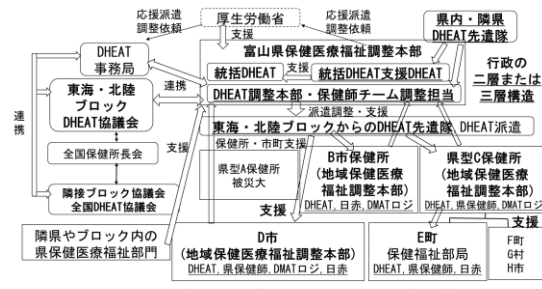 応援派遣
調整依頼
厚生労働省
応援派遣
調整依頼
支援
県内・隣県
DHEAT先遣隊
DHEAT
事務局
富山県保健医療福祉調整本部
統括DHEAT
支援
統括DHEAT支援DHEAT
DHEAT調整本部・保健師チーム調整担当
行政の
二層または
三層構造
連携
東海・北陸
ブロック
DHEAT協議会
連携
派遣調整・支援
東海・北陸ブロックからのDHEAT先遣隊
DHEAT派遣
保健所・市町支援
全国保健所長会
支援
県型A保健所
被災大
B市保健所
(地域保健医療
福祉調整本部)
DHEAT, 日赤, DMATロジ
県型C保健所
(地域保健医療
福祉調整本部)
DHEAT, 県保健師, DMATロジ
隣接ブロック協議会
全国DHEAT協議会
支援
支援
隣県やブロック内の
県保健医療福祉部門
D市
(地域保健医療福祉調整本部)
DHEAT, 県保健師, DMATロジ, 日赤
E町
保健福祉部局
DHEAT, 県保健師, 日赤
F町
G村
H市